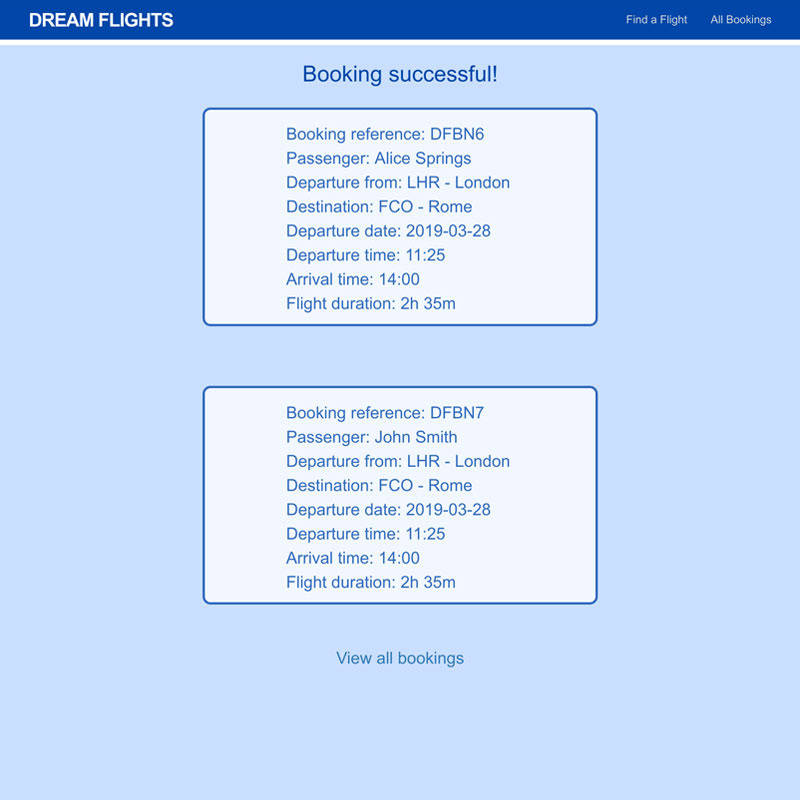 DREAM FLIGHTS
Find a Flight
All Bookings
Booking successful!
Booking reference: DFBN6
Passenger: Alice Springs
Departure from: LHR - London
Destination: FCO - Rome
Departure date: 2019-03-28
Departure time: 11:25
Arrival time: 14:00
Flight duration: 2h 35m
Booking reference: DFBN7
Passenger: John Smith
Departure from: LHR - London
Destination: FCO - Rome
Departure date: 2019-03-28
Departure time: 11:25
Arrival time: 14:00
Flight duration: 2h 35m
View all bookings